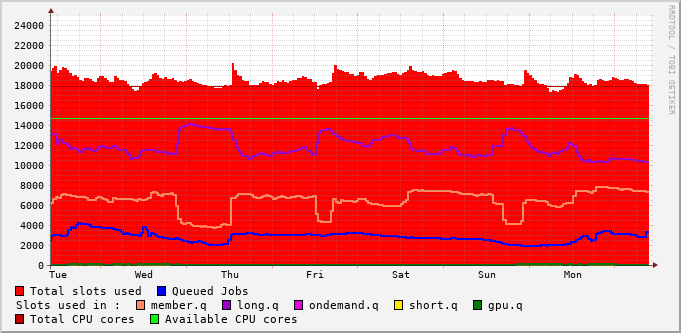 RRDTOOL / TOBI OETIKER
24000
22000
20000
18000
16000
14000
12000
10000
8000
6000
4000
2000
0
Tue Wed Thu Fri Sat Sun Mon
Total slots used Queued Jobs
Slots used in : member.q long.q ondemand.q short.q gpu.q
Total CPU cores Available CPU cores